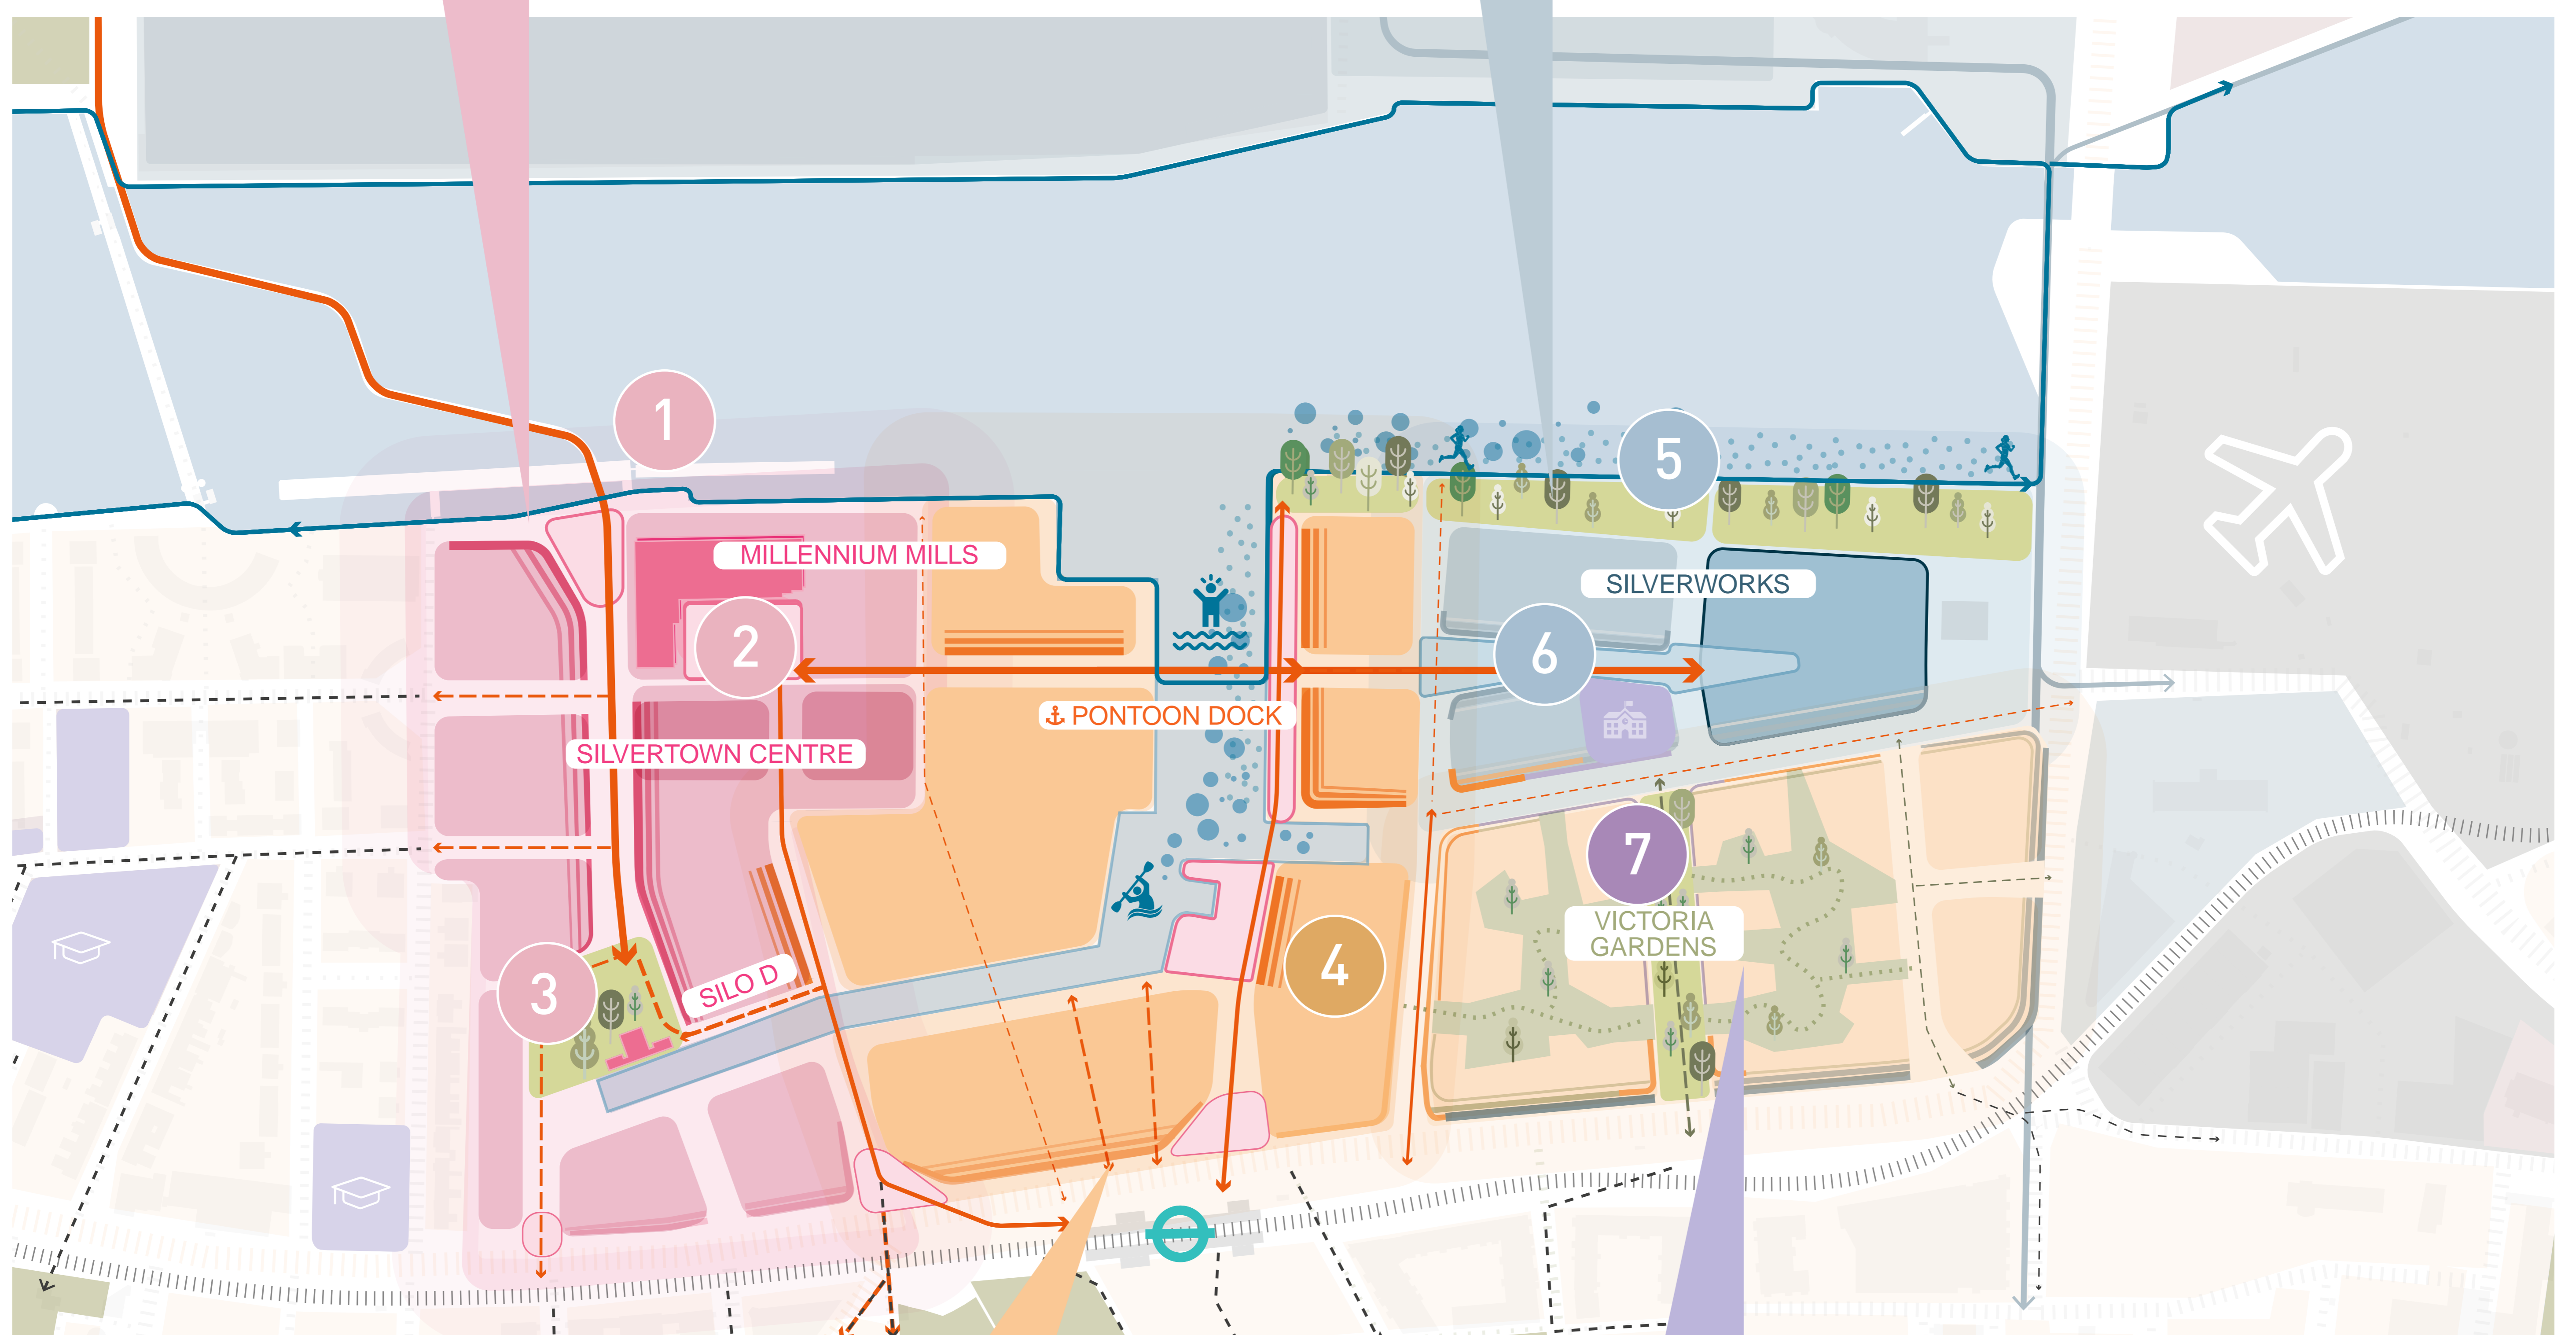 1
5
MILLENNIUM MILLS
SILVERWORKS
2
6
PONTOON DOCK
SILVERTOWN CENTRE
7
VICTORIA
GARDENS
4
3
SILO D